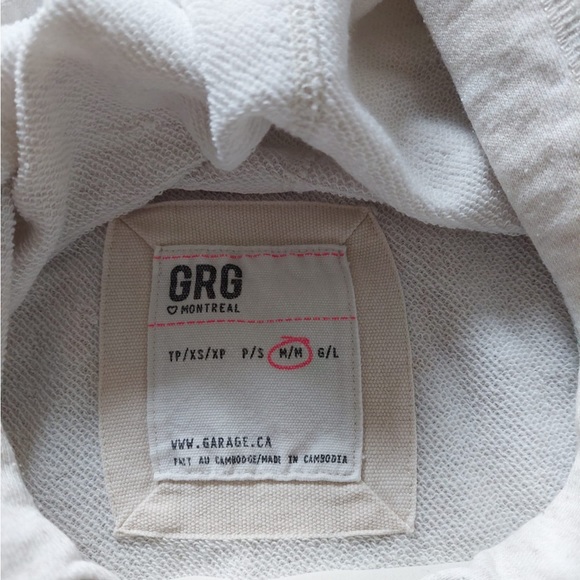 GRG
♡ MONTREAL
TP/XS/XP P/S M/M G/L
WWW.GARAGE.CA
FAIT AU CAMBODGE/MADE IN CAMBODIA